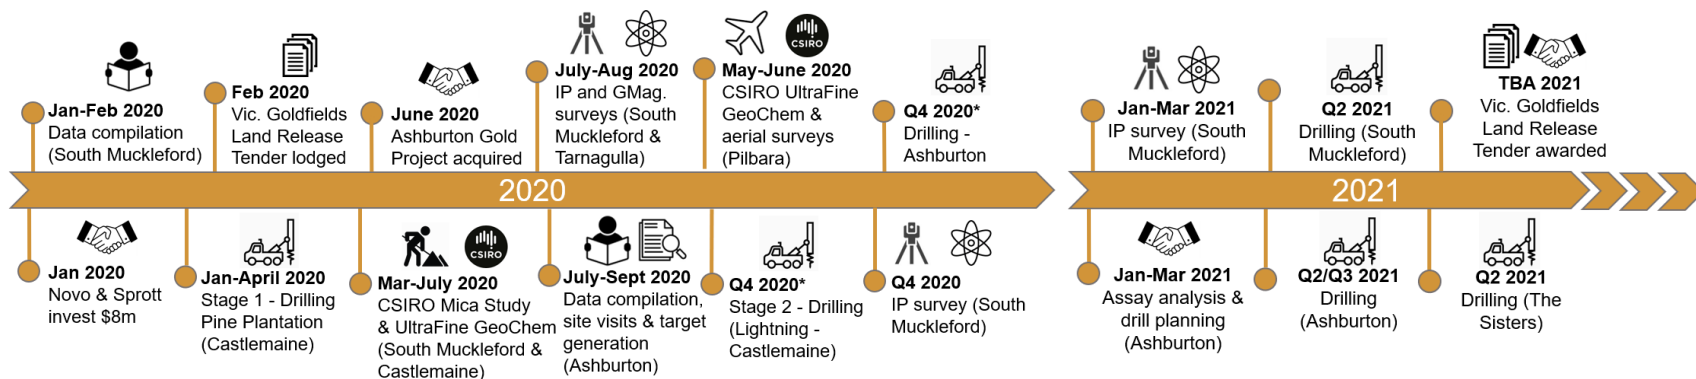 Jan-Feb 2020
Data compilation
(South Muckleford)
Feb 2020
Vic. Goldfields
Land Release
Tender lodged
June 2020
Ashburton Gold
Project acquired
July-Aug 2020
IP and GMag.
surveys (South
Muckleford &
Tarnagulla)
CSIRO
May-June 2020
CSIRO UltraFine
GeoChem &
aerial surveys
(Pilbara)
Q4 2020*
Drilling -
Ashburton
Jan-Mar 2021
IP survey (South
Muckleford)
Q2 2021
Drilling (South
Muckleford)
TBA 2021
Vic. Goldfields
Land Release
Tender awarded
2020
2021
Jan 2020
Novo & Sprott
invest $8m
Jan-April 2020
Stage 1 - Drilling
Pine Plantation
(Castlemaine)
CSIRO
Mar-July 2020
CSIRO Mica Study
& UltraFine GeoChem
(South Muckleford &
Castlemaine)
July-Sept 2020
Data compilation,
site visits & target
generation
(Ashburton)
Q4 2020*
Stage 2 - Drilling
(Lightning -
Castlemaine)
Q4 2020
IP survey (South
Muckleford)
Jan-Mar 2021
Assay analysis &
drill planning
(Ashburton)
Q2/Q3 2021
Drilling
(Ashburton)
Q2 2021
Drilling (The
Sisters)